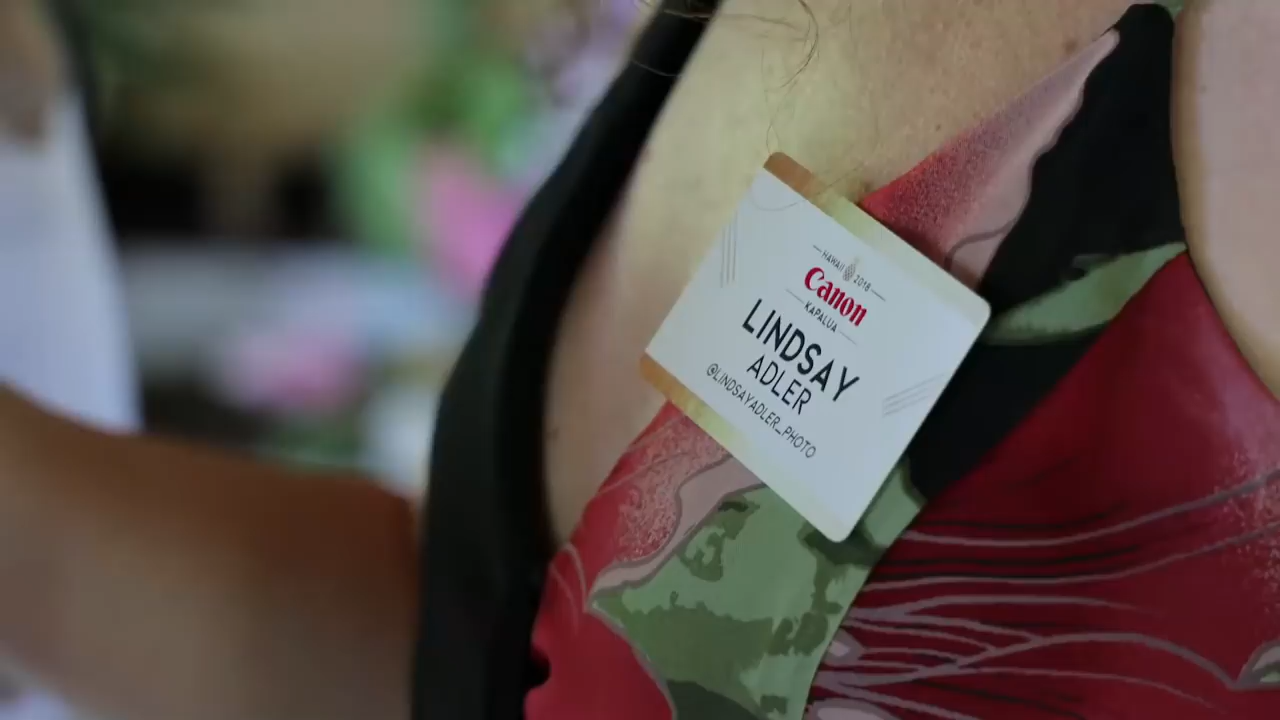 HAWAII 2018
Canon
KAPALUA
LINDSAY
ADLER
@LINDSAYADLER_PHOTO